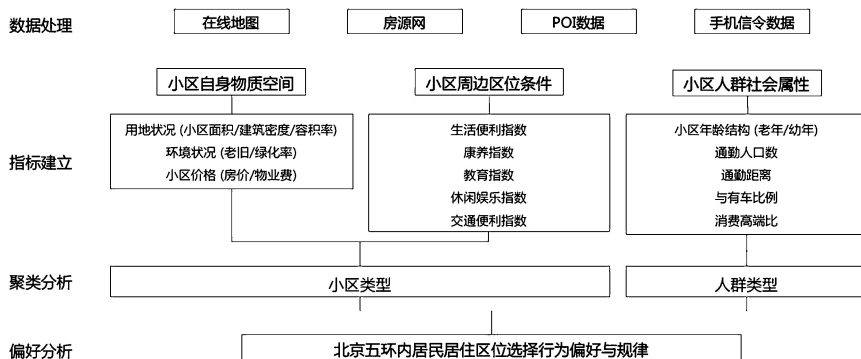 数据处理
在线地图
房源网
POI数据
手机信令数据
小区自身物质空间
小区周边区位条件
小区人群社会属性
指标建立
用地状况 (小区面积/建筑密度/容积率)
环境状况 (老旧/绿化率)
小区价格 (房价/物业费)
生活便利指数
康养指数
教育指数
休闲娱乐指数
交通便利指数
小区年龄结构 (老年/幼年)
通勤人口数
通勤距离
与有车比例
消费高端比
聚类分析
小区类型
人群类型
偏好分析
北京五环内居民居住区位选择行为偏好与规律